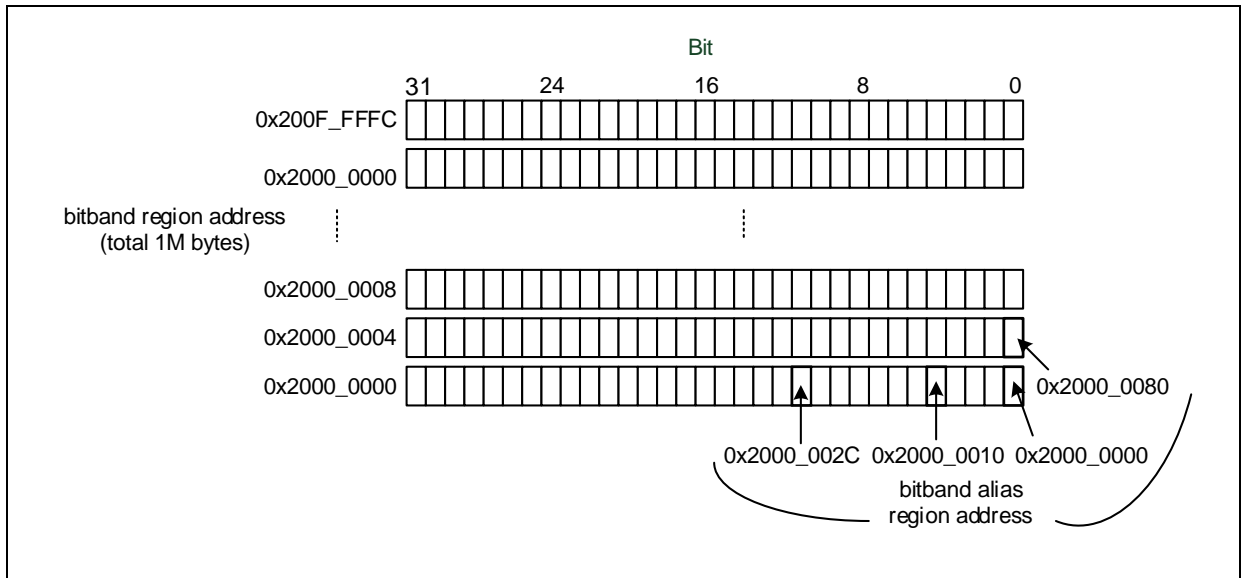 Bit
31 24 16 8 0
0x200F_FFFC
0x2000_0000
bitband region address
(total 1M bytes)
0x2000_0008
0x2000_0004
0x2000_0000
0x2000_0080
0x2000_002C 0x2000_0010 0x2000_0000
bitband alias
region address